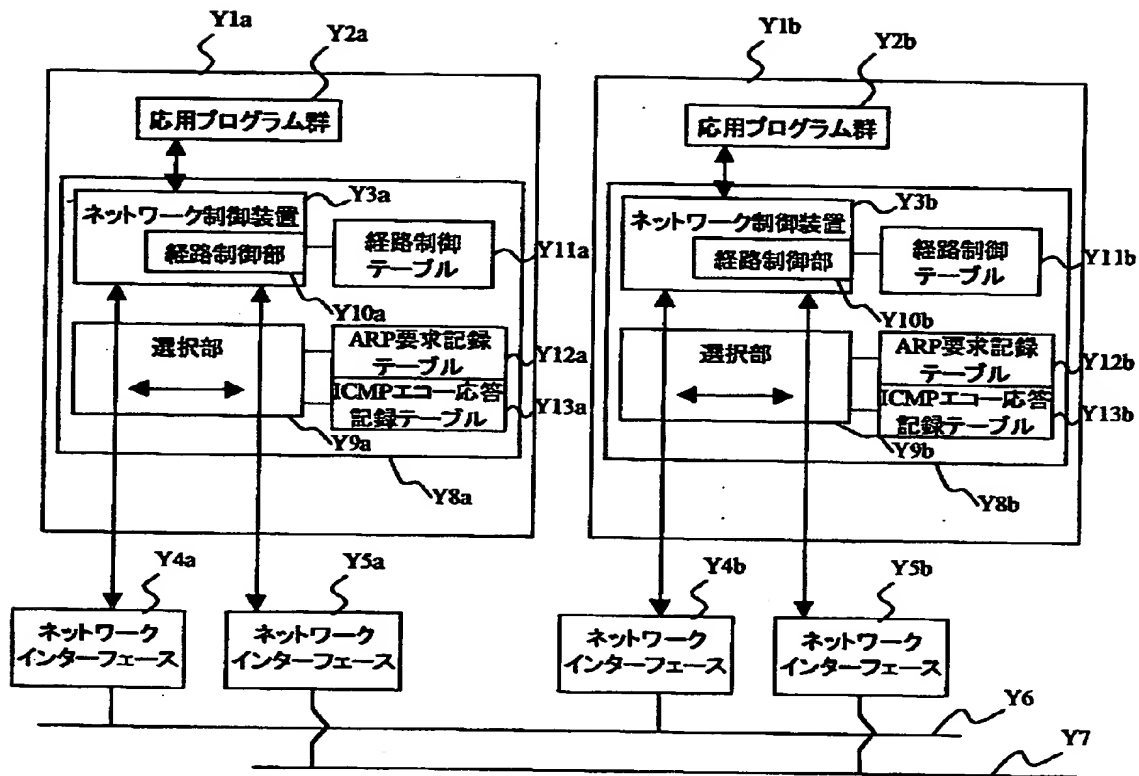 Y1a
Y2a
応用プログラム群
Y3a
ネットワーク制御装置
経路制御部
経路制御
テーブル
Y11a
Y10a
選択部
ARP要求記録
テーブル
Y12a
ICMPエコー応答
記録テーブル
Y13a
Y9a
Y8a
Y4a
ネットワーク
インターフェース
Y5a
ネットワーク
インターフェース
Y1b
Y2b
応用プログラム群
Y3b
ネットワーク制御装置
経路制御部
経路制御
テーブル
Y11b
Y10b
選択部
ARP要求記録
テーブル
Y12b
ICMPエコー応答
記録テーブル
Y13b
Y9b
Y8b
Y4b
ネットワーク
インターフェース
Y5b
ネットワーク
インターフェース
Y6
Y7